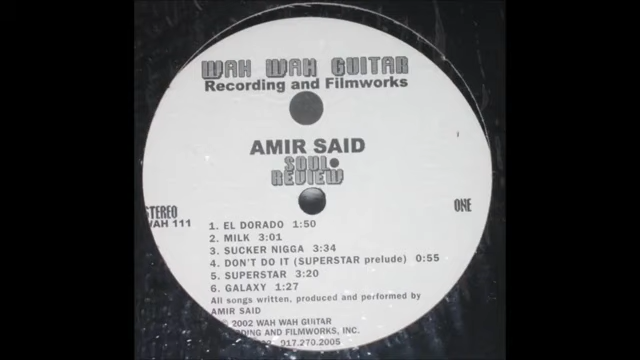 WAH WAH GUITAR
Recording and Filmworks
AMIR SAID
SOUL
REVIEW
STEREO
WAH 111
ONE
1. EL DORADO 1:50
2. MILK 3:01
3. SUCKER NIGGA 3:34
4. DON'T DO IT (SUPERSTAR prelude) 0:55
5. SUPERSTAR 3:20
6. GALAXY 1:27
All songs written, produced and performed by
AMIR SAID
© 2002 WAH WAH GUITAR
AND FILMWORKS, INC.
917.270.2005